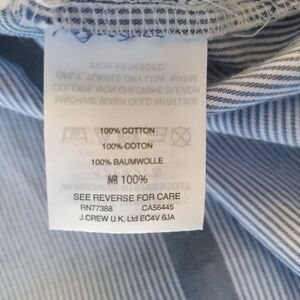 100% COTTON
100% COTON
100% BAUMWOLLE
綿 100%
SEE REVERSE FOR CARE
RN77388 CA56445
J.CREW U.K. Ltd EC4V 6JA